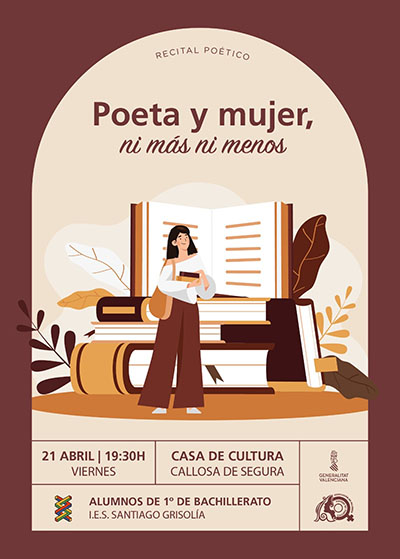 RECITAL POÉTICO
Poeta y mujer,
ni más ni menos
21 ABRIL | 19:30H
VIERNES
CASA DE CULTURA
CALLOSA DE SEGURA
GENERALITAT
VALENCIANA
ALUMNOS DE 1º DE BACHILLERATO
I.E.S. SANTIAGO GRISOLÍA